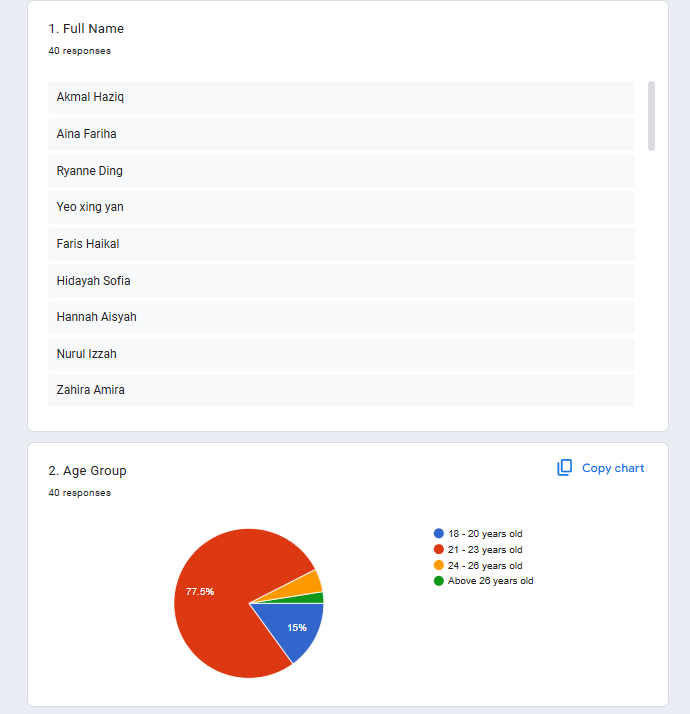 1. Full Name
40 responses
Akmal Haziq
Aina Fariha
Ryanne Ding
Yeo xing yan
Faris Haikal
Hidayah Sofia
Hannah Aisyah
Nurul Izzah
Zahira Amira
2. Age Group
Copy chart
40 responses
18 - 20 years old
21 - 23 years old
24 - 26 years old
Above 26 years old
77.5%
15%